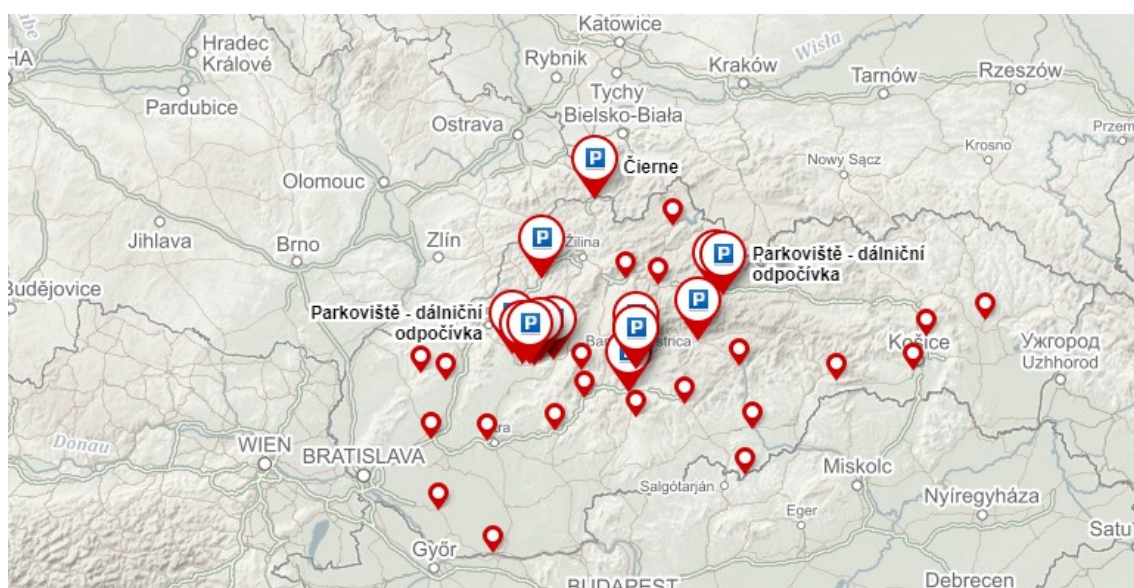 Katowice
Hradec
Králové
Rybnik
Wisła
Kraków
Tarnów
Rzeszów
Pardubice
Tychy
Ostrava
Bielsko-Biała
Przem
Krosno
Nowy Sącz
P
Čierne
Olomouc
Jihlava
Brno
Zlín
P
Žilina
P
Parkoviště - dálniční
odpočívka
Budějovice
Parkoviště - dálniční
odpočívka
P
P
P
Košice
Ужгород
Uzhhorod
Donau
WIEN
BRATISLAVA
Miskolc
Salgótarján
Nyíregyháza
Eger
Satu
Győr
BUDAPEST
Debrecen